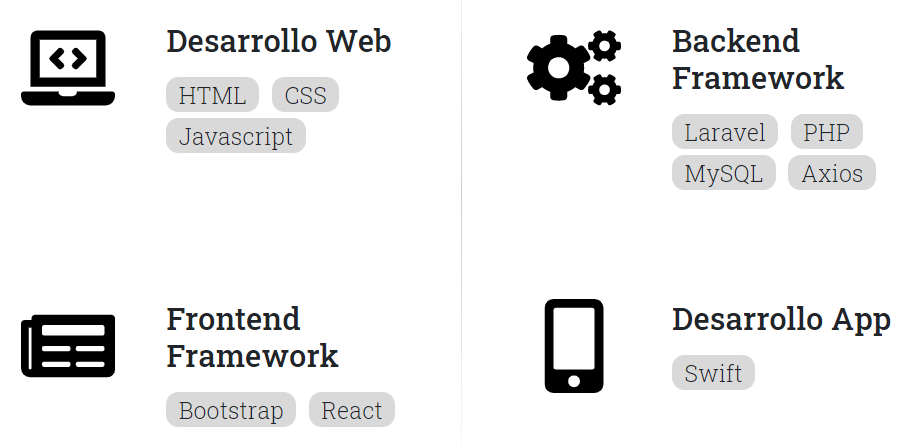 Desarrollo Web
HTML CSS
Javascript
Backend
Framework
Laravel PHP
MySQL Axios
Frontend
Framework
Bootstrap React
Desarrollo App
Swift